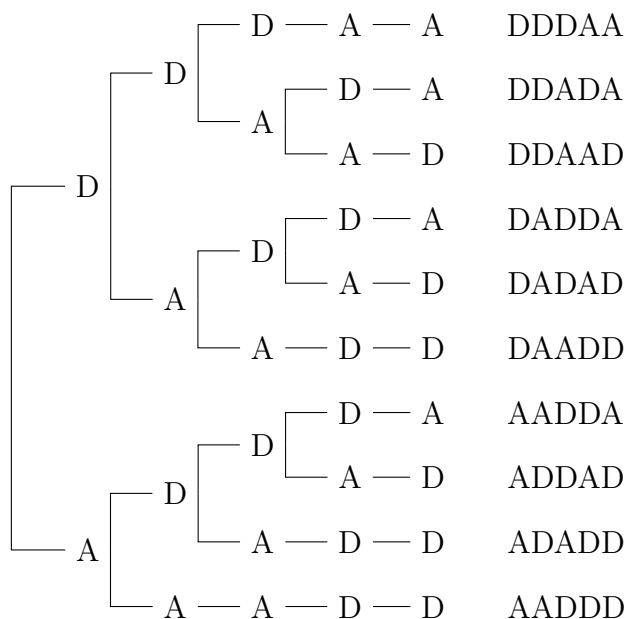 D A A DDDAA
D
D A DDADA
A
A D DDAAD
D
D A DADDA
D
A D DADAD
A
A D D DAADD
D A AADDA
D
A D ADDAD
D
A D D ADADD
A
A A D D AADDD